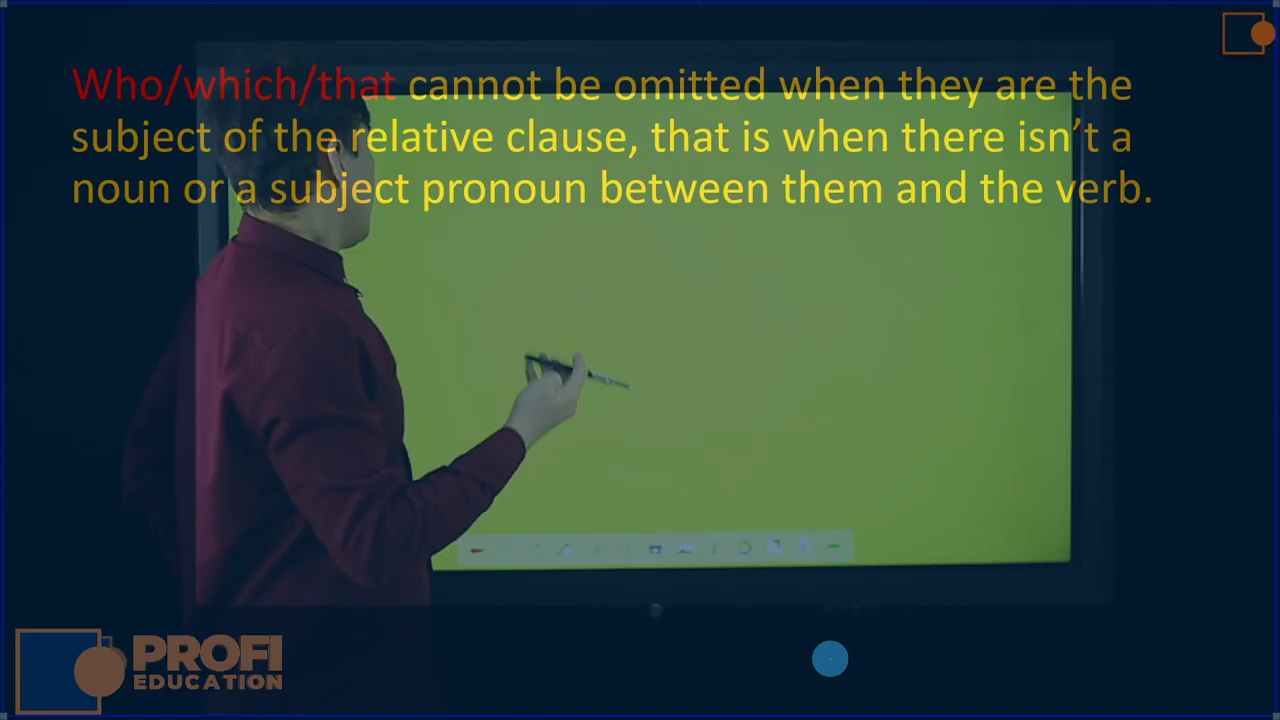 Who/which/that cannot be omitted when they are the
subject of the relative clause, that is when there isn’t a
noun or a subject pronoun between them and the verb.
PROFI
EDUCATION